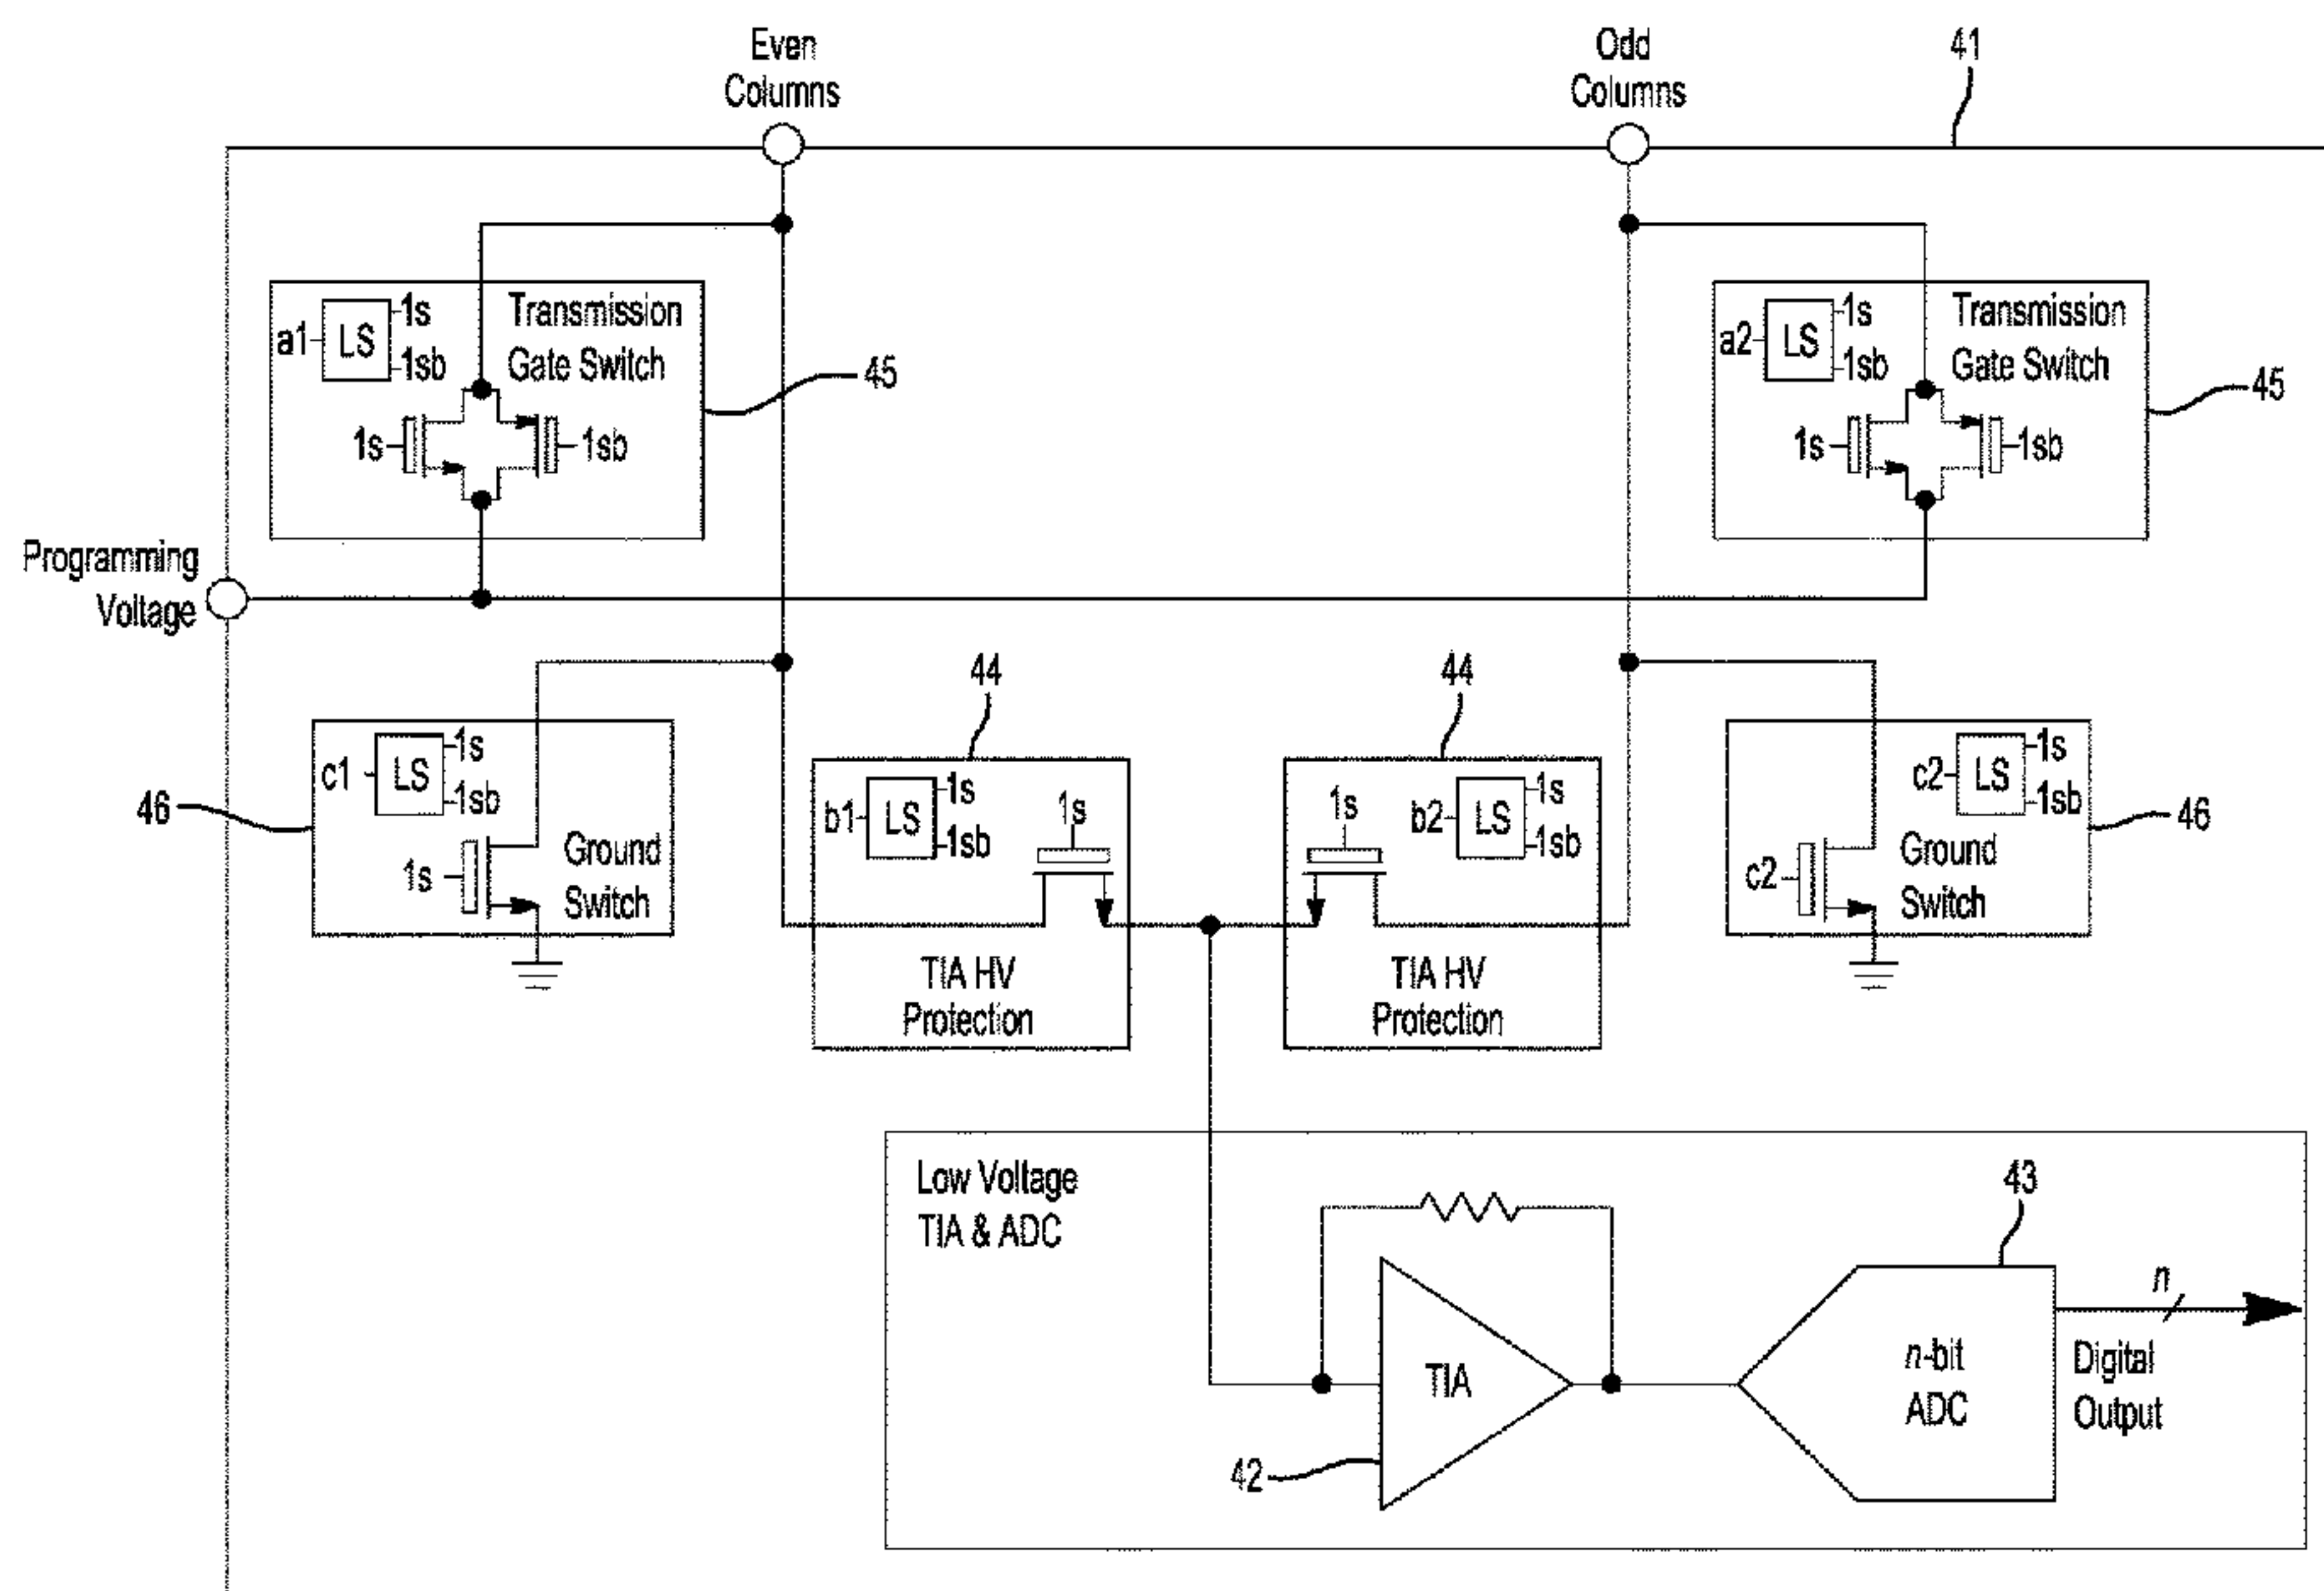 Even
Columns
Odd
Columns
41
a1
LS
1s
1sb
Transmission
Gate Switch
1s
1sb
45
a2
LS
1s
1sb
Transmission
Gate Switch
1s
1sb
45
Programming
Voltage
44
44
c1
LS
1s
1sb
1s
Ground
Switch
46
b1
LS
1s
1sb
1s
TIA HV
Protection
1s
b2
LS
1s
1sb
TIA HV
Protection
c2
LS
1s
1sb
c2
Ground
Switch
46
Low Voltage
TIA & ADC
43
TIA
42
n-bit
ADC
n
Digital
Output